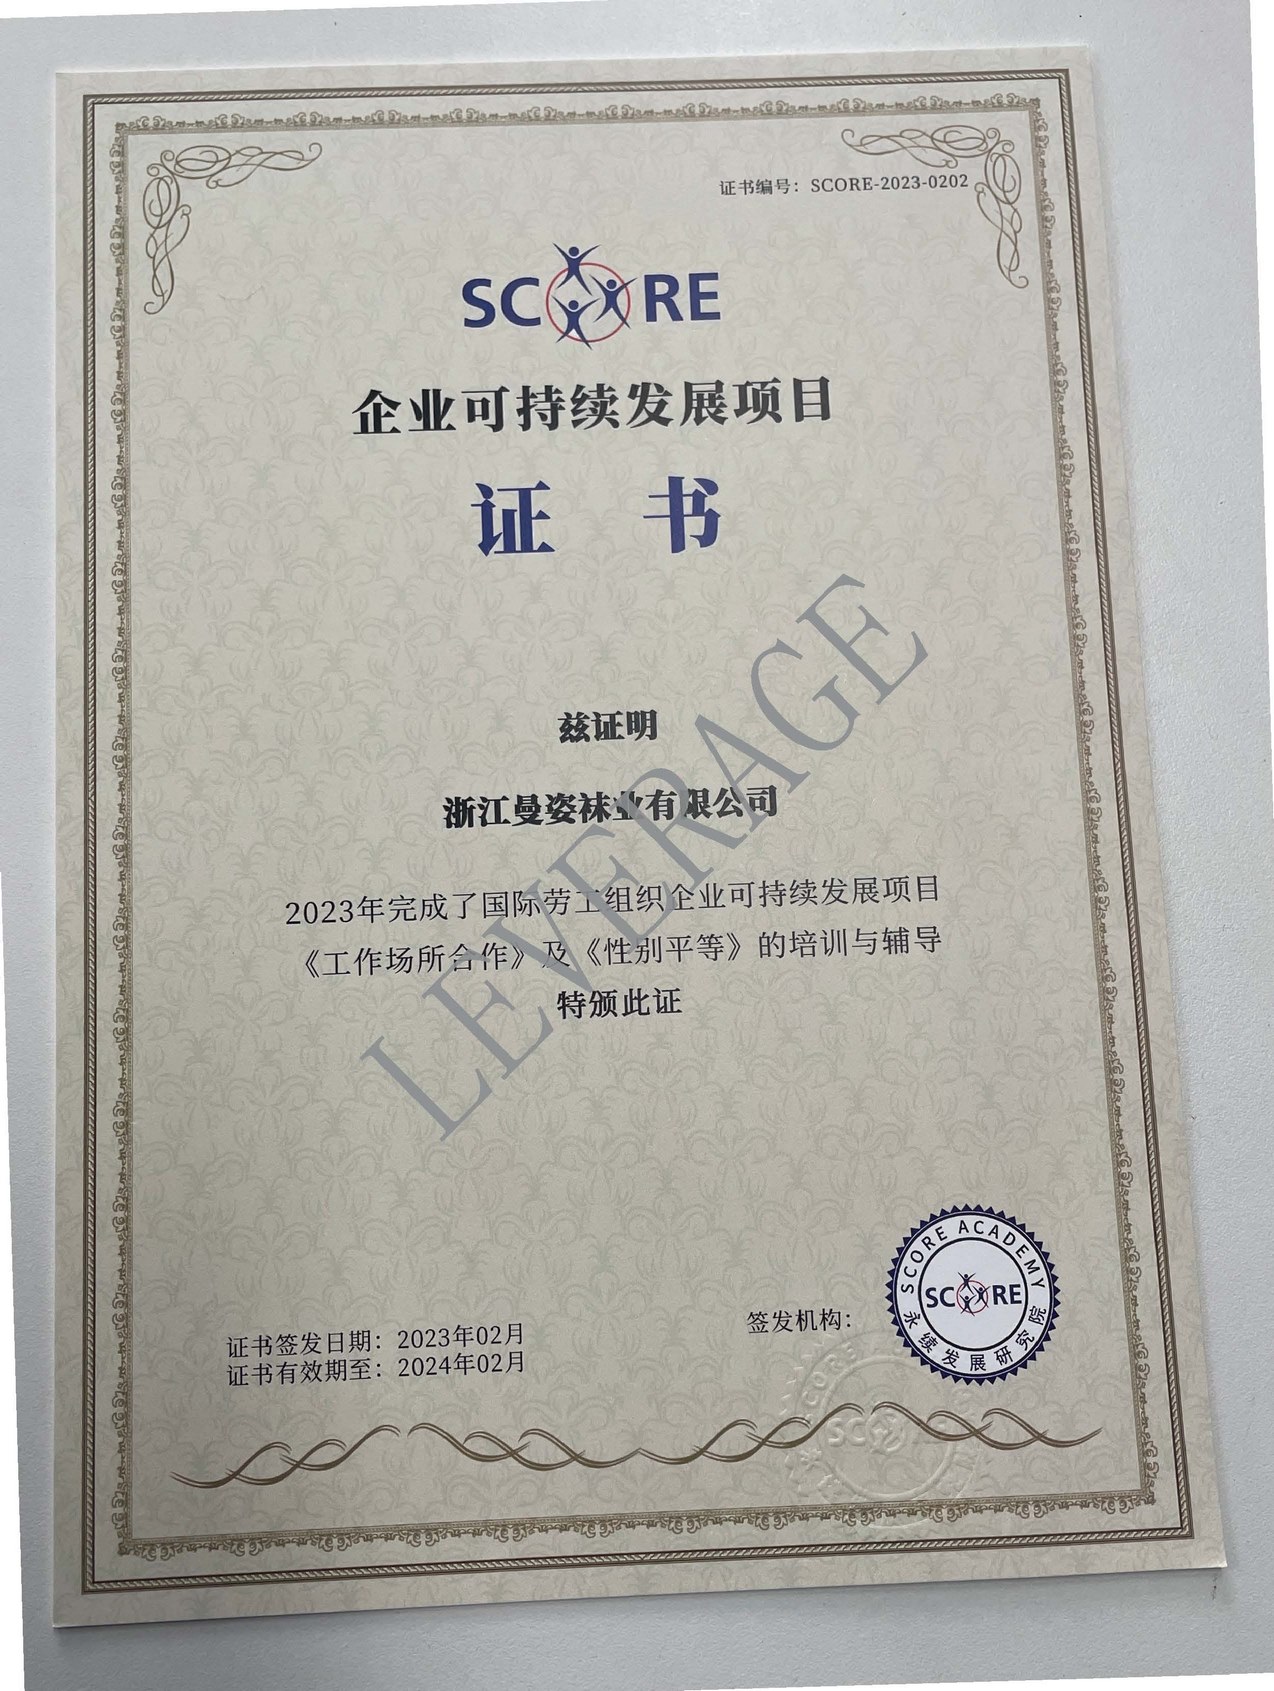 证书编号：SCORE-2023-0202
SCORE
企业可持续发展项目
证 书
兹证明
浙江曼姿袜业有限公司
2023年完成了国际劳工组织企业可持续发展项目
《工作场所合作》及《性别平等》的培训与辅导
特颁此证
LEVERAGE
证书签发日期：2023年02月
证书有效期至：2024年02月
签发机构：
SCORE ACADEMY
SCORE
永续发展研究院
SCORE
SC